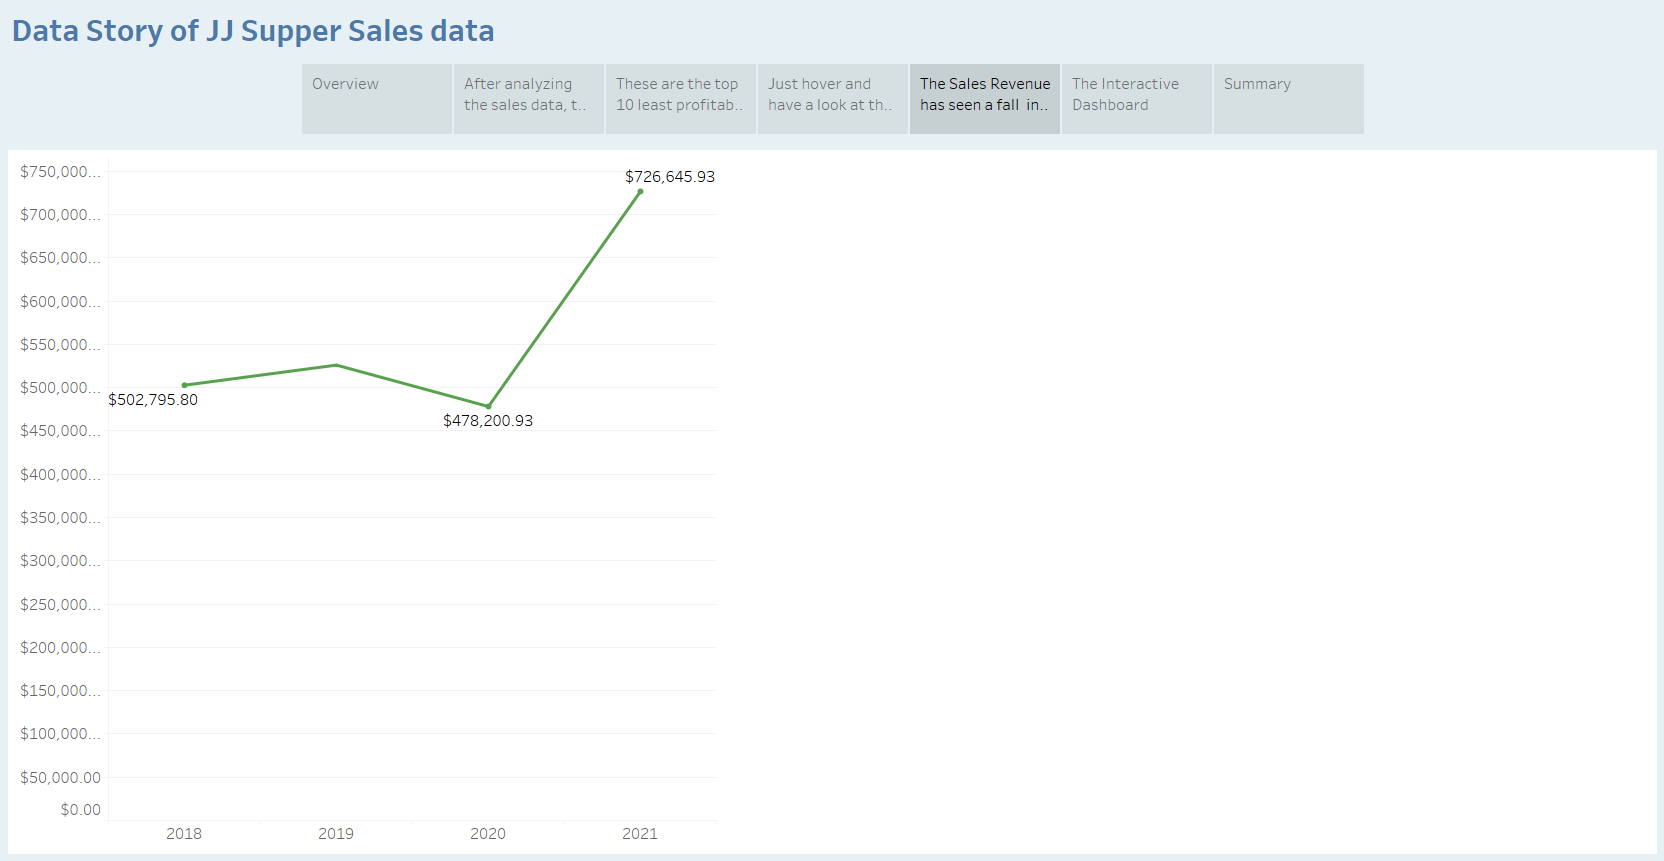 Data Story of JJ Supper Sales data
Overview
After analyzing
the sales data, t..
These are the top
10 least profitab..
Just hover and
have a look at th..
The Sales Revenue
has seen a fall  in..
The Interactive
Dashboard
Summary
$750,000...
$726,645.93
$700,000...
$650,000...
$600,000...
$550,000...
$500,000...
$502,795.80
$478,200.93
$450,000...
$400,000...
$350,000...
$300,000...
$250,000...
$200,000...
$150,000...
$100,000...
$50,000.00
$0.00
2018
2019
2020
2021